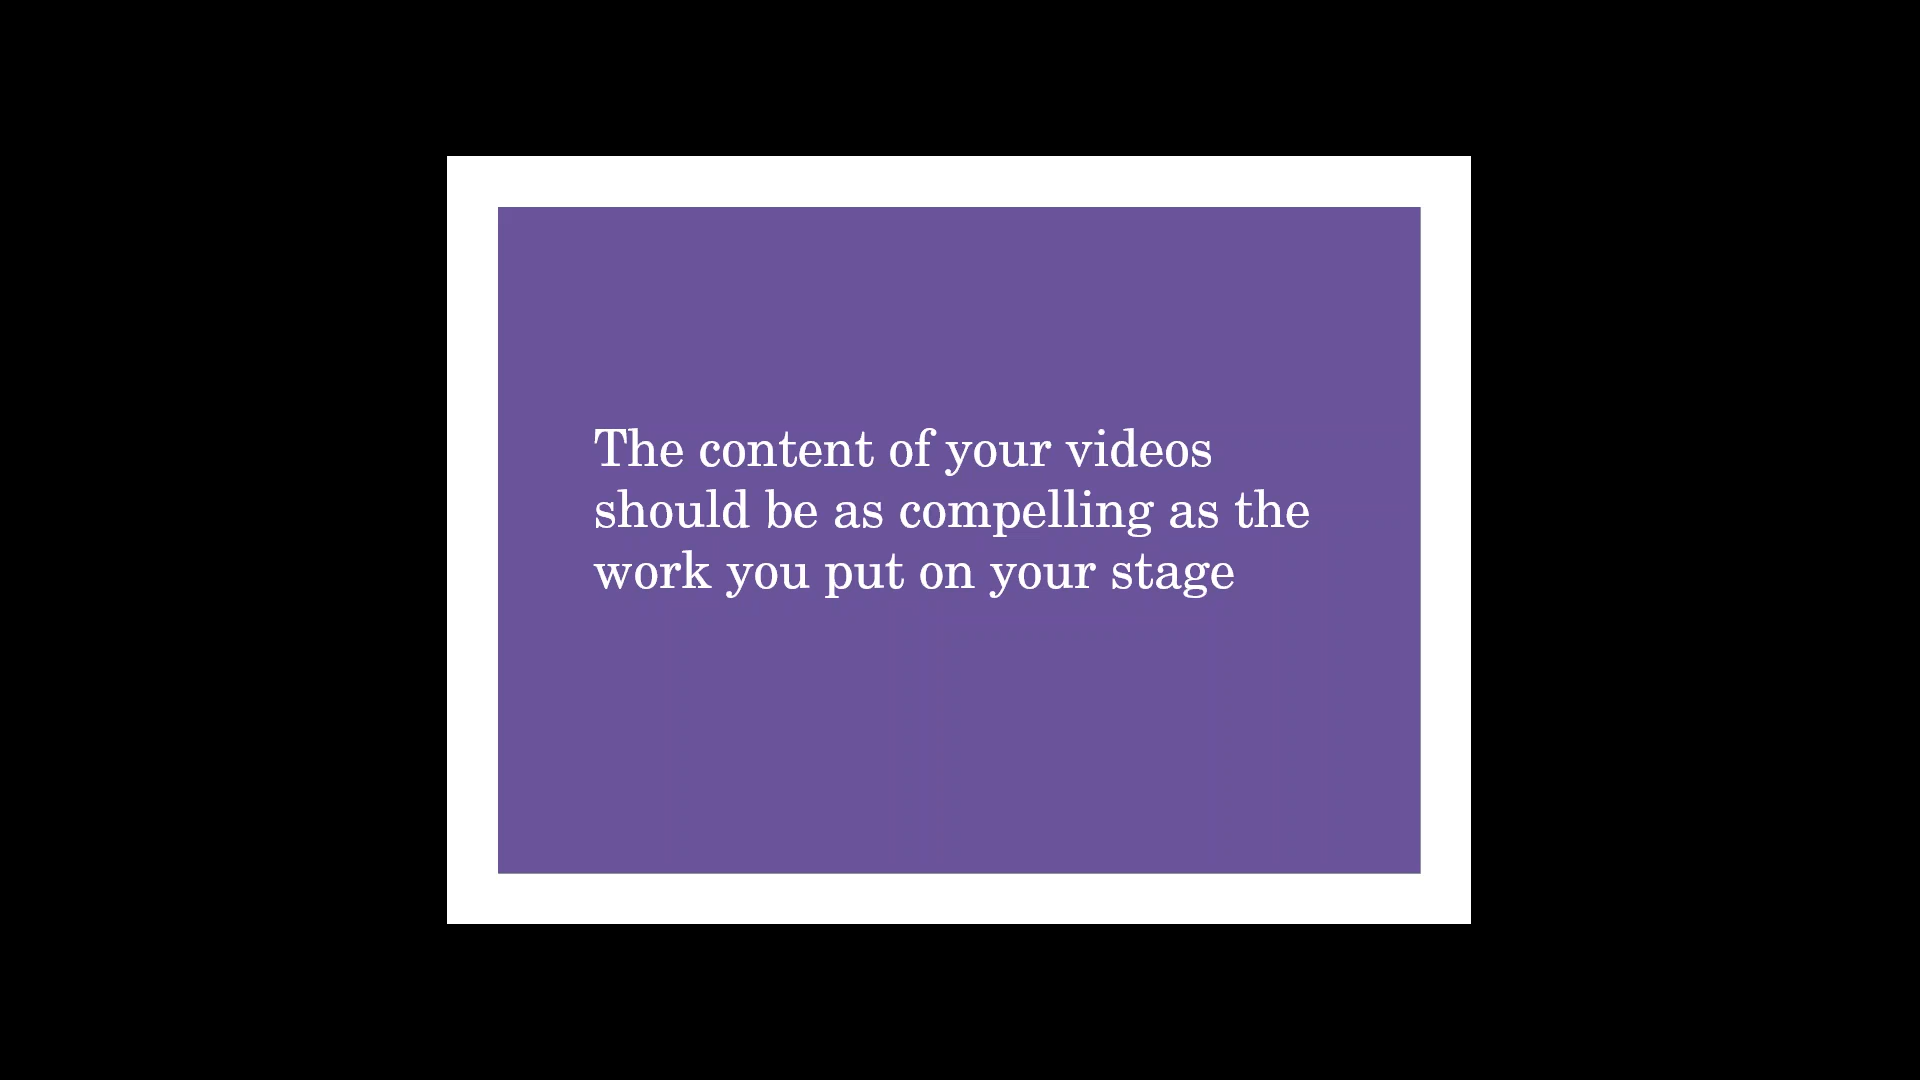 The content of your videos
should be as compelling as the
work you put on your stage